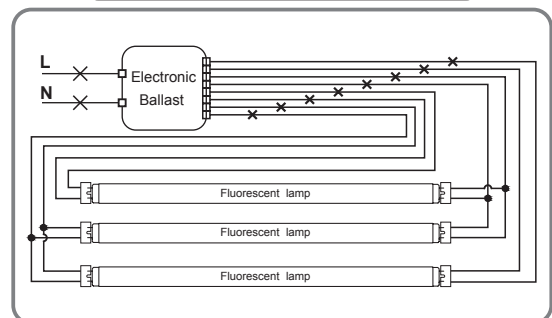 L
N
Electronic
Ballast
Fluorescent lamp
Fluorescent lamp
Fluorescent lamp